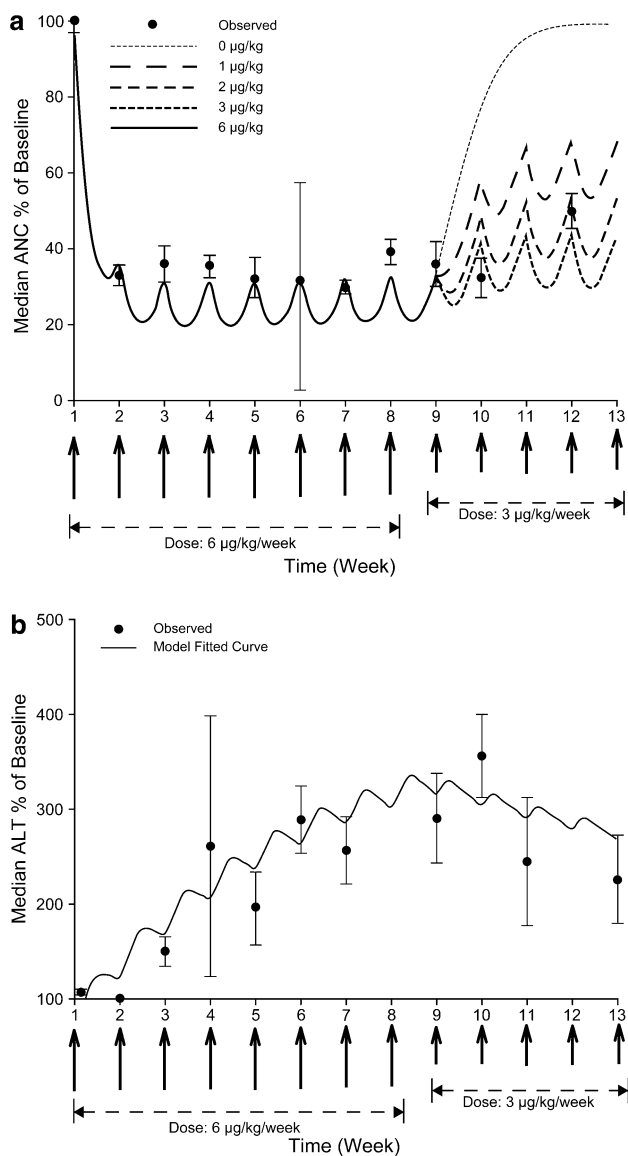 a
Median ANC % of Baseline
100
80
60
40
20
0
Observed
0 µg/kg
1 µg/kg
2 µg/kg
3 µg/kg
6 µg/kg
1 2 3 4 5 6 7 8 9 10 11 12 13
Dose: 6 µg/kg/week
Dose: 3 µg/kg/week
Time (Week)
b
Median ALT % of Baseline
500
400
300
200
100
Observed
Model Fitted Curve
1 2 3 4 5 6 7 8 9 10 11 12 13
Dose: 6 µg/kg/week
Dose: 3 µg/kg/week
Time (Week)